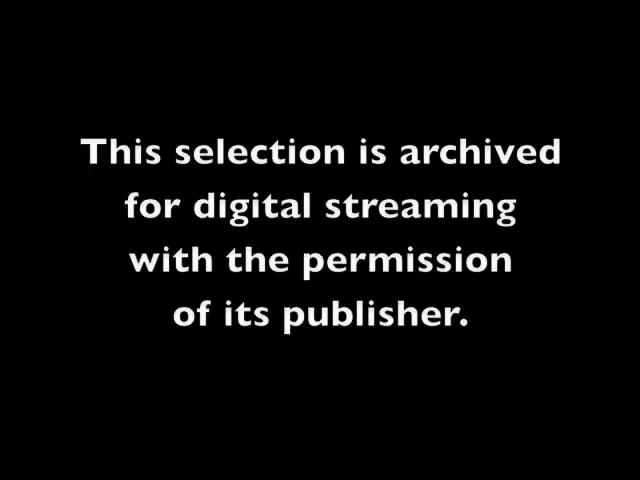 This selection is archived
for digital streaming
with the permission
of its publisher.